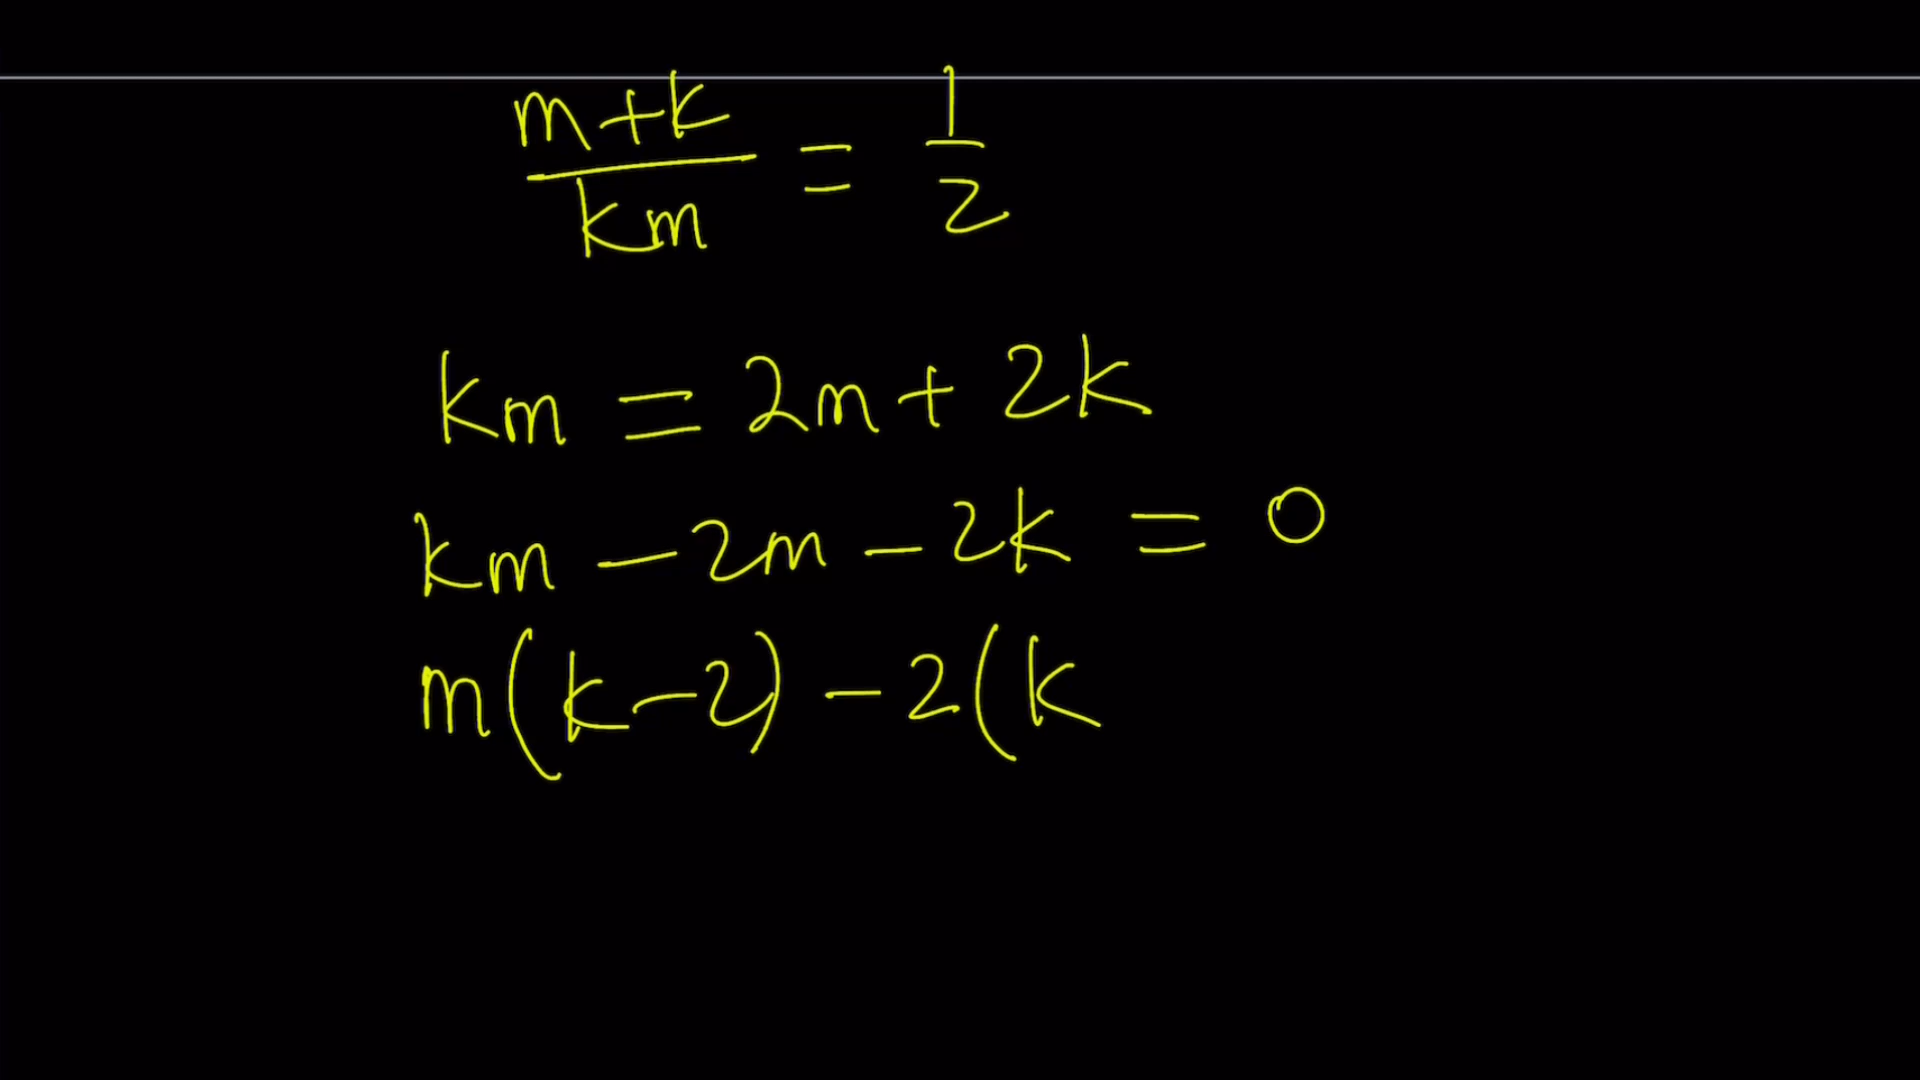 m+k/km = 1/2
km = 2m + 2k
km - 2m - 2k = 0
m(k-2) - 2(k